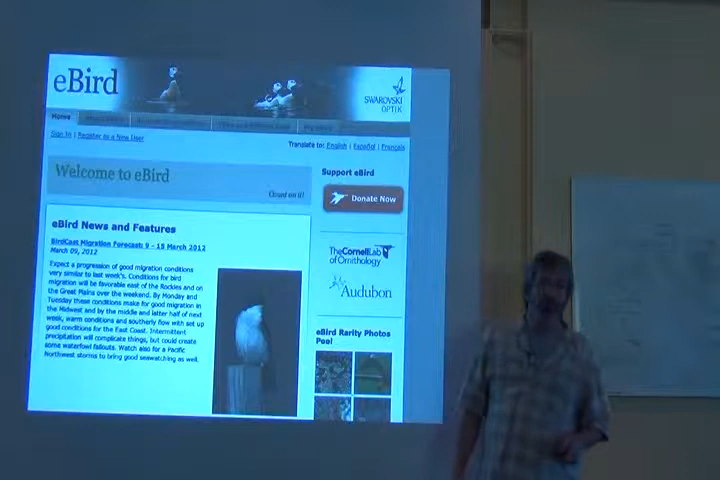 eBird
SWAROVSKI
OPTIK
Home
Sign In | Register as a New User
Translate to: English | Español | Français
Welcome to eBird
Count on it!
Support eBird
Donate Now
eBird News and Features
BirdCast Migration Forecast: 9 - 15 March 2012
March 09, 2012
Expect a progression of good migration conditions
very similar to last week's. Conditions for bird
migration will be favorable east of the Rockies and on
the Great Plains over the weekend. By Monday and
Tuesday these conditions make for good migration in
the Midwest and by the middle and latter half of next
week, warm conditions and southerly flow with set up
good conditions for the East Coast. Intermittent
precipitation will complicate things, but could create
some waterfowl fallouts. Watch also for a Pacific
Northwest storms to bring good seawatching as well.
The Cornell Lab
of Ornithology
Audubon
eBird Rarity Photos
Pool